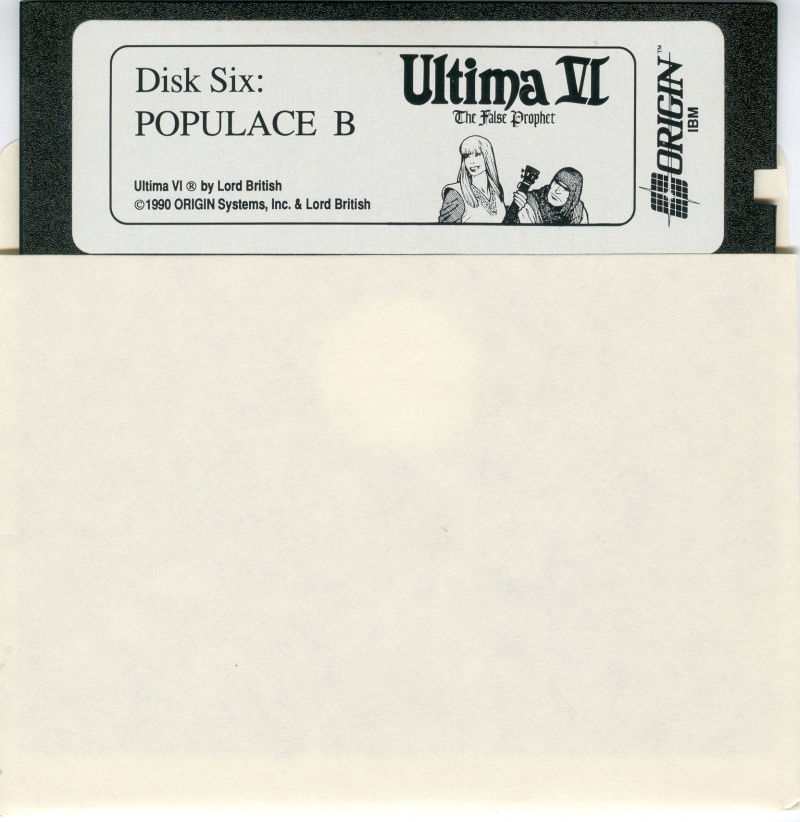 Disk Six:
POPULACE B
Ultima VI ® by Lord British
©1990 ORIGIN Systems, Inc. & Lord British
Ultima VI
The False Prophet
ORIGIN™
IBM